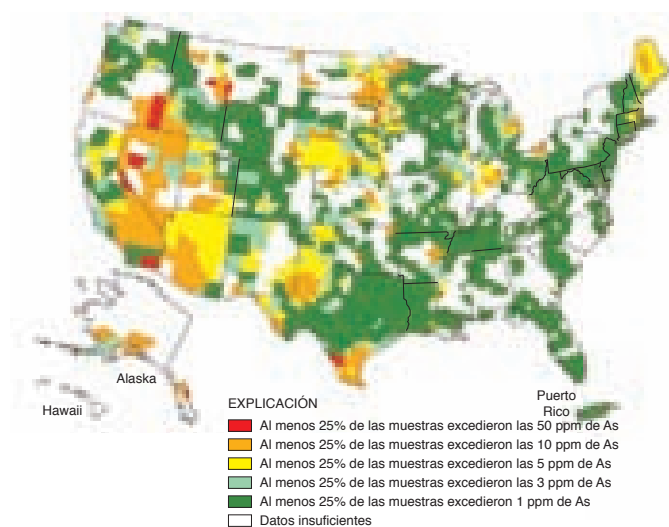 Alaska
Hawaii
Puerto
Rico
EXPLICACIÓN
Al menos 25% de las muestras excedieron las 50 ppm de As
Al menos 25% de las muestras excedieron las 10 ppm de As
Al menos 25% de las muestras excedieron las 5 ppm de As
Al menos 25% de las muestras excedieron las 3 ppm de As
Al menos 25% de las muestras excedieron 1 ppm de As
Datos insuficientes